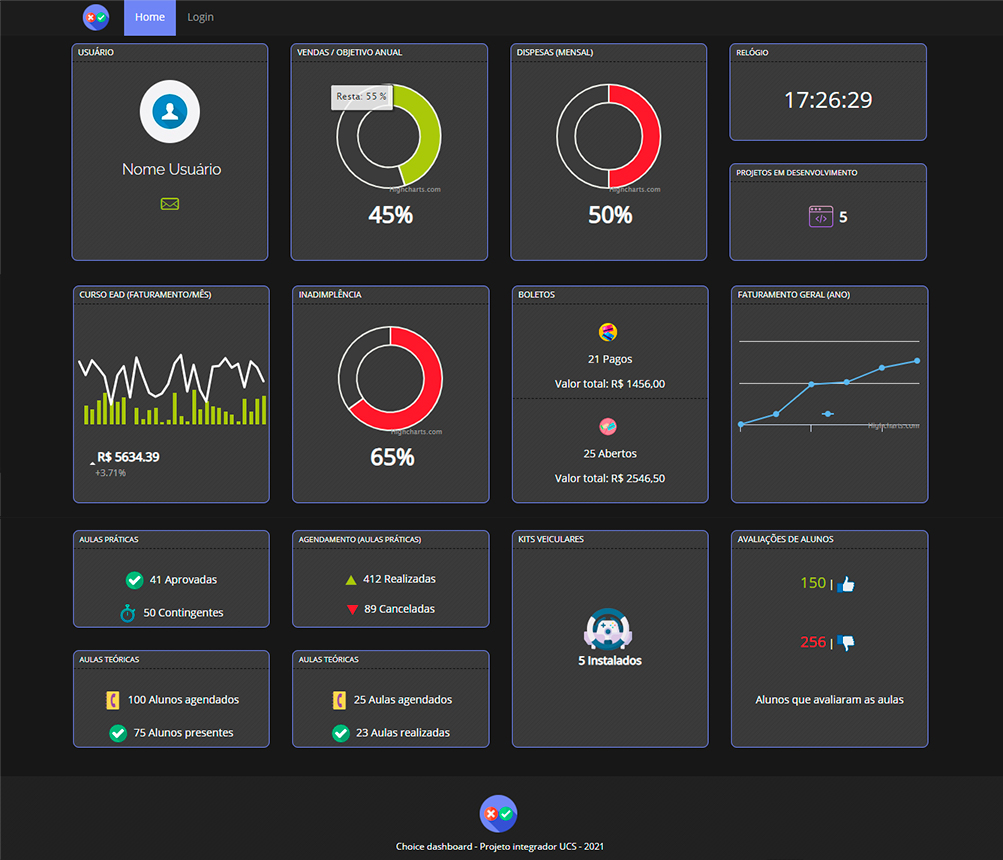 Home
Login
USUÁRIO
Nome Usuário
VENDAS / OBJETIVO ANUAL
Resta: 55 %
Highcharts.com
45%
DISPESAS (MENSAL)
Highcharts.com
50%
RELÓGIO
17:26:29
PROJETOS EM DESENVOLVIMENTO
</>
5
CURSO EAD (FATURAMENTO/MÊS)
R$ 5634.39
+3.71%
INADIMPLÊNCIA
Highcharts.com
65%
BOLETOS
21 Pagos
Valor total: R$ 1456,00
25 Abertos
Valor total: R$ 2546,50
FATURAMENTO GERAL (ANO)
Highcharts.com
AULAS PRÁTICAS
41 Aprovadas
50 Contingentes
AGENDAMENTO (AULAS PRÁTICAS)
412 Realizadas
89 Canceladas
KITS VEICULARES
5 Instalados
AVALIAÇÕES DE ALUNOS
150 |
256 |
Alunos que avaliaram as aulas
AULAS TEÓRICAS
100 Alunos agendados
75 Alunos presentes
AULAS TEÓRICAS
25 Aulas agendados
23 Aulas realizadas
Choice dashboard - Projeto integrador UCS - 2021